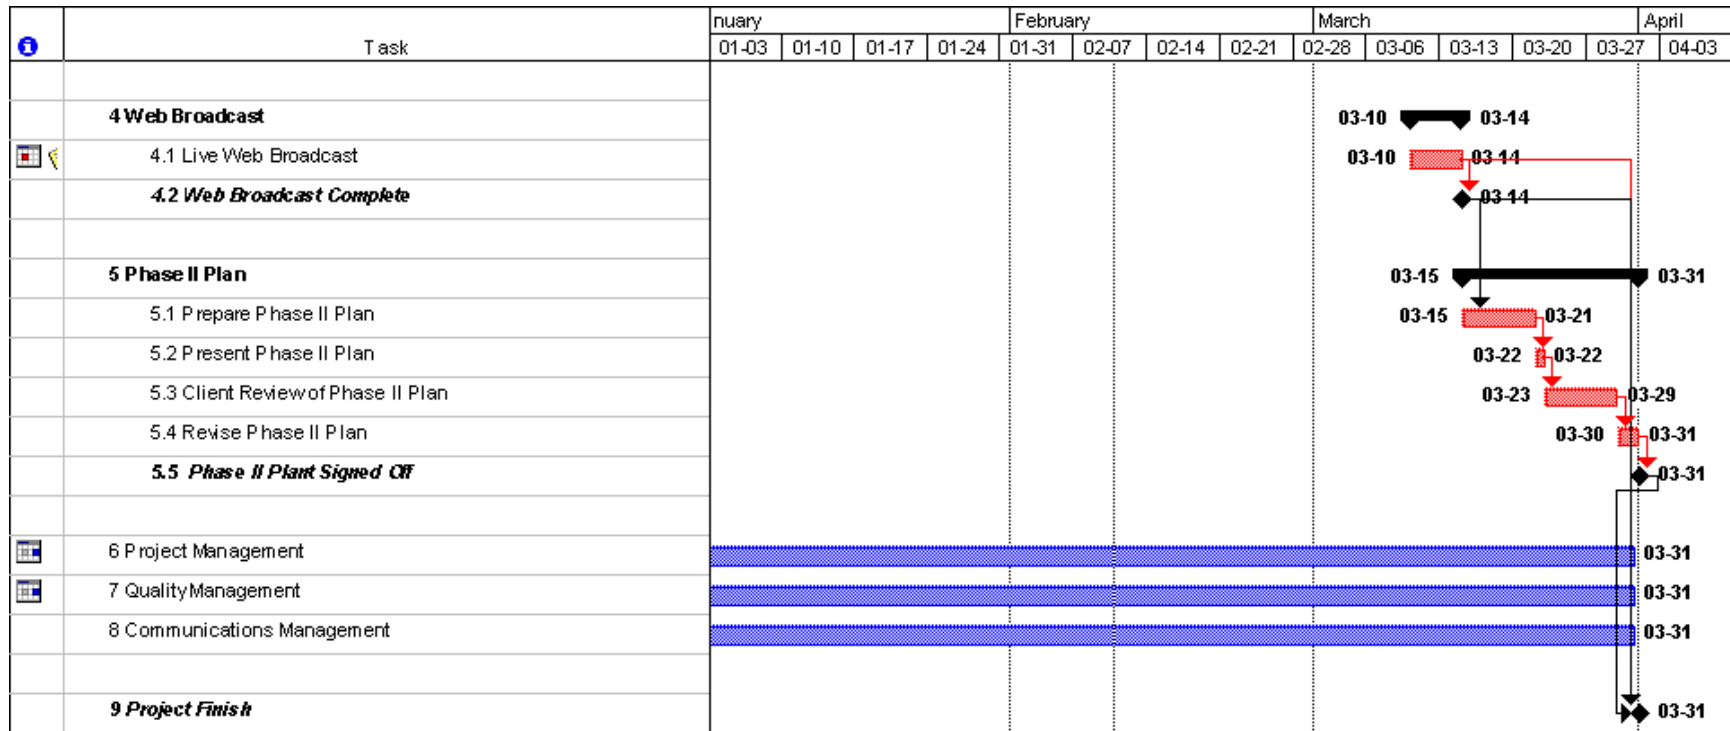 nuary February March April
i Task 01-03 01-10 01-17 01-24 01-31 02-07 02-14 02-21 02-28 03-06 03-13 03-20 03-27 04-03
4 Web Broadcast 03-10 03-14
4.1 Live Web Broadcast 03-10 03-14
4.2 Web Broadcast Complete 03-14
5 Phase II Plan 03-15 03-31
5.1 Prepare Phase II Plan 03-15 03-21
5.2 Present Phase II Plan 03-22 03-22
5.3 Client Review of Phase II Plan 03-23 03-29
5.4 Revise Phase II Plan 03-30 03-31
5.5 Phase II Plant Signed Off 03-31
6 Project Management 03-31
7 Quality Management 03-31
8 Communications Management 03-31
9 Project Finish 03-31